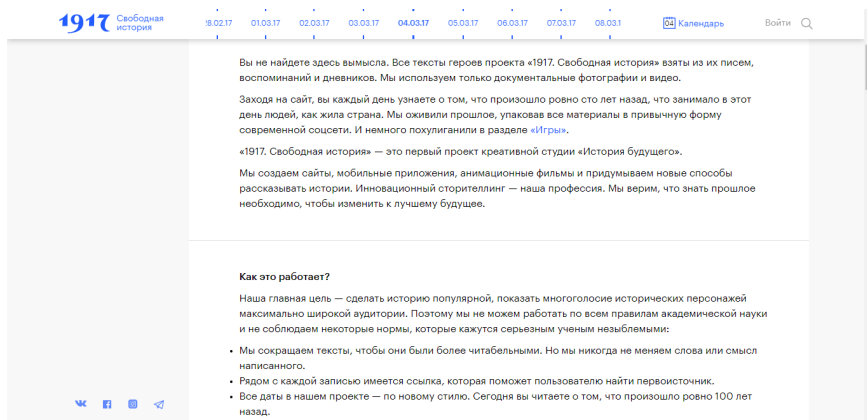 1917 Свободная история
28.02.17 01.03.17 02.03.17 03.03.17 04.03.17 05.03.17 06.03.17 07.03.17 08.03.1
04 Календарь
Войти
Вы не найдете здесь вымысла. Все тексты героев проекта «1917. Свободная история» взяты из их писем,
воспоминаний и дневников. Мы используем только документальные фотографии и видео.
Заходя на сайт, вы каждый день узнаете о том, что произошло ровно сто лет назад, что занимало в этот
день людей, как жила страна. Мы оживили прошлое, упаковав все материалы в привычную форму
современной соцсети. И немного похулиганили в разделе «Игры».
«1917. Свободная история» — это первый проект креативной студии «История будущего».
Мы создаем сайты, мобильные приложения, анимационные фильмы и придумываем новые способы
рассказывать истории. Инновационный сторителлинг — наша профессия. Мы верим, что знать прошлое
необходимо, чтобы изменить к лучшему будущее.
Как это работает?
Наша главная цель — сделать историю популярной, показать многоголосие исторических персонажей
максимально широкой аудитории. Поэтому мы не можем работать по всем правилам академической науки
и не соблюдаем некоторые нормы, которые кажутся серьезным ученым незыблемыми:
• Мы сокращаем тексты, чтобы они были более читабельными. Но мы никогда не меняем слова или смысл
написанного.
• Рядом с каждой записью имеется ссылка, которая поможет пользователю найти первоисточник.
• Все даты в нашем проекте — по новому стилю. Сегодня вы читаете о том, что произошло ровно 100 лет
назад.